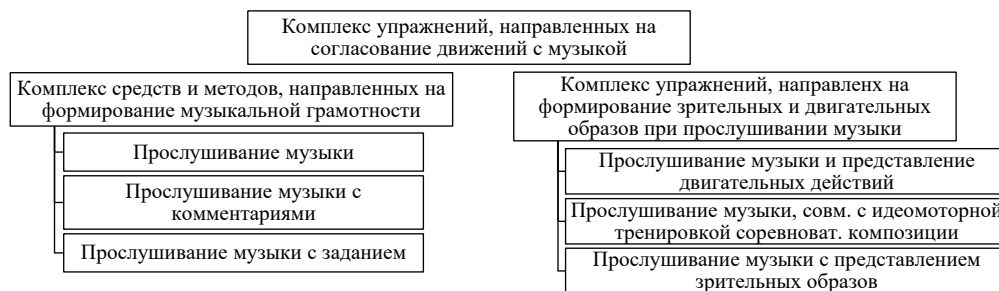 Комплекс упражнений, направленных на
согласование движений с музыкой
Комплекс средств и методов, направленных на
формирование музыкальной грамотности
Прослушивание музыки
Прослушивание музыки с
комментариями
Прослушивание музыки с заданием
Комплекс упражнений, направленх на
формирование зрительных и двигательных
образов при прослушивании музыки
Прослушивание музыки и представление
двигательных действий
Прослушивание музыки, совм. с идеомоторной
тренировкой соревноват. композиции
Прослушивание музыки с представлением
зрительных образов